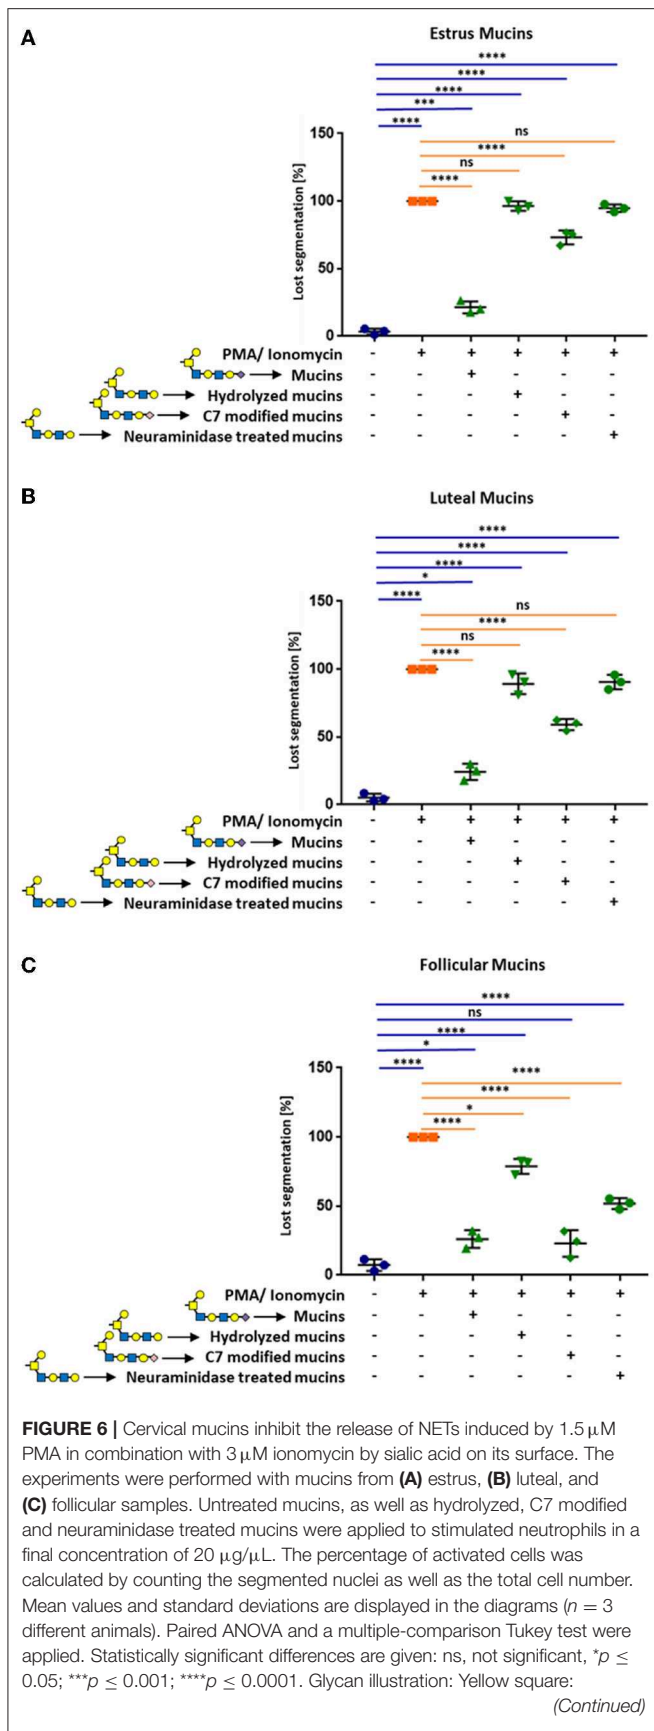 A
Estrus Mucins
****
****
****
***
****
ns
****
ns
****
150
100
50
0
Lost segmentation [%]
PMA/ Ionomycin - + + + + +
Mucins - - + - - -
Hydrolyzed mucins - - - + - -
C7 modified mucins - - - - + -
Neuraminidase treated mucins - - - - - +
B
Luteal Mucins
****
****
****
*
****
ns
****
ns
****
150
100
50
0
Lost segmentation [%]
PMA/ Ionomycin - + + + + +
Mucins - - + - - -
Hydrolyzed mucins - - - + - -
C7 modified mucins - - - - + -
Neuraminidase treated mucins - - - - - +
C
Follicular Mucins
****
ns
****
*
****
****
****
*
****
150
100
50
0
Lost segmentation [%]
PMA/ Ionomycin - + + + + +
Mucins - - + - - -
Hydrolyzed mucins - - - + - -
C7 modified mucins - - - - + -
Neuraminidase treated mucins - - - - - +
FIGURE 6 | Cervical mucins inhibit the release of NETs induced by 1.5 μM
PMA in combination with 3 μM ionomycin by sialic acid on its surface. The
experiments were performed with mucins from (A) estrus, (B) luteal, and
(C) follicular samples. Untreated mucins, as well as hydrolyzed, C7 modified
and neuraminidase treated mucins were applied to stimulated neutrophils in a
final concentration of 20 μg/μL. The percentage of activated cells was
calculated by counting the segmented nuclei as well as the total cell number.
Mean values and standard deviations are displayed in the diagrams (n = 3
different animals). Paired ANOVA and a multiple-comparison Tukey test were
applied. Statistically significant differences are given: ns, not significant, *p ≤
0.05; ***p ≤ 0.001; ****p ≤ 0.0001. Glycan illustration: Yellow square:
(Continued)